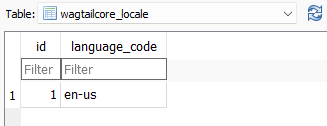 Table: wagtailcore_locale
id language_code
Filter Filter
1 1 en-us